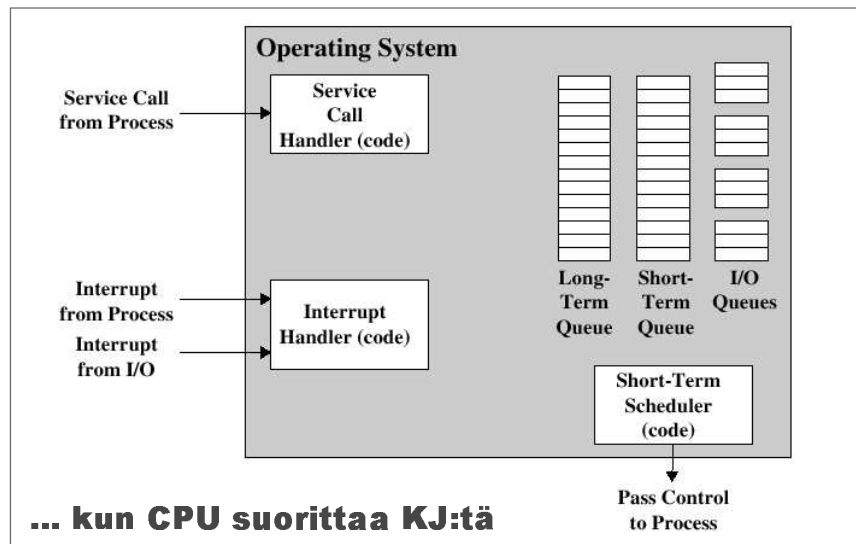 Operating System
Service Call
from Process
Service
Call
Handler (code)
Interrupt
from Process
Interrupt
from I/O
Interrupt
Handler (code)
Long-
Term
Queue
Short-
Term
Queue
I/O
Queues
Short-Term
Scheduler
(code)
Pass Control
to Process
... kun CPU suorittaa KJ:tä